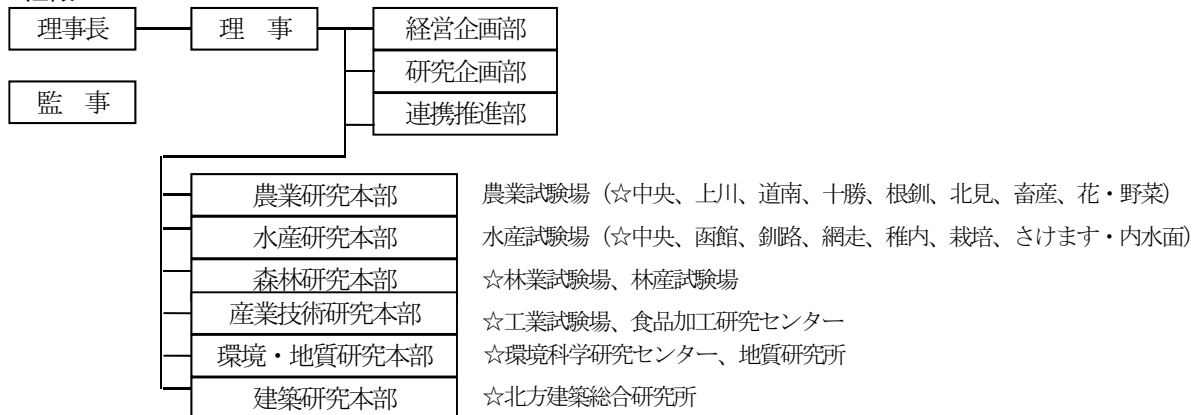 理事長 理 事 経営企画部
研究企画部
監 事 連携推進部
農業研究本部 農業試験場（☆中央、上川、道南、十勝、根釧、北見、畜産、花・野菜）
水産研究本部 水産試験場（☆中央、函館、釧路、網走、稚内、栽培、さけます・内水面）
森林研究本部 ☆林業試験場、林産試験場
産業技術研究本部 ☆工業試験場、食品加工研究センター
環境・地質研究本部 ☆環境科学研究センター、地質研究所
建築研究本部 ☆北方建築総合研究所